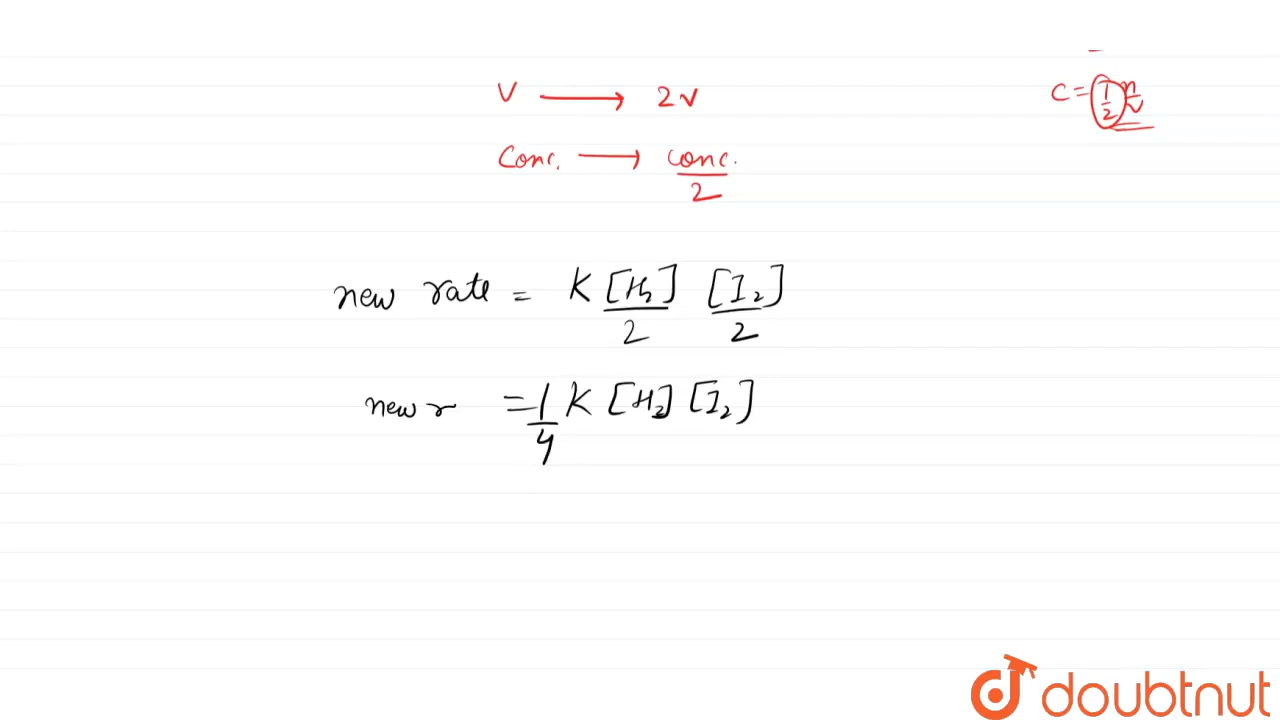 V ⟶ 2v
C = 1/2 n/v
Conc. ⟶ conc./2
new rate = K [H2]/2 [I2]/2
new r = 1/4 K [H2] [I2]
doubtnut